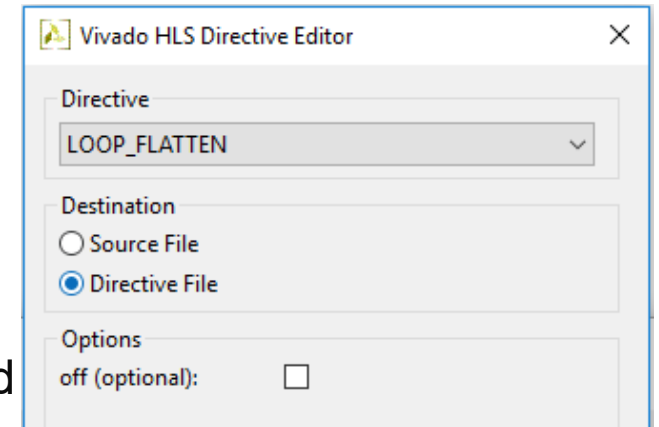 Vivado HLS Directive Editor
Directive
LOOP_FLATTEN
Destination
Source File
Directive File
Options
d
off (optional):